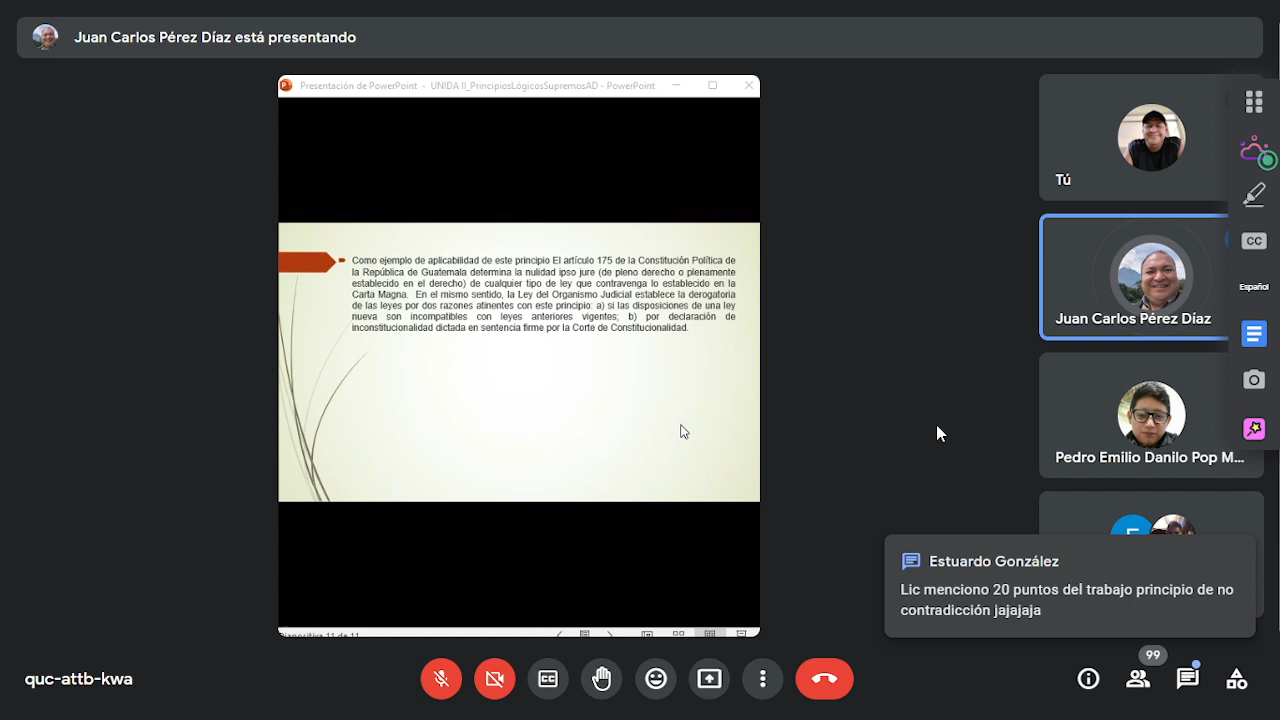 Juan Carlos Pérez Díaz está presentando
Presentación de PowerPoint - UNIDA II_PrincipiosLógicosSupremosAD - PowerPoint
Como ejemplo de aplicabilidad de este principio El artículo 175 de la Constitución Política de
la República de Guatemala determina la nulidad ipso jure (de pleno derecho o plenamente
establecido en el derecho) de cualquier tipo de ley que contravenga lo establecido en la
Carta Magna. En el mismo sentido, la Ley del Organismo Judicial establece la derogatoria
de las leyes por dos razones atinentes con este principio: a) si las disposiciones de una ley
nueva son incompatibles con leyes anteriores vigentes; b) por declaración de
inconstitucionalidad dictada en sentencia firme por la Corte de Constitucionalidad.
Diapositiva 11 de 11
Tú
Juan Carlos Pérez Díaz
Pedro Emilio Danilo Pop M...
CC
Español
Estuardo González
Lic menciono 20 puntos del trabajo principio de no
contradicción jajajaja
quc-attb-kwa
CC
99